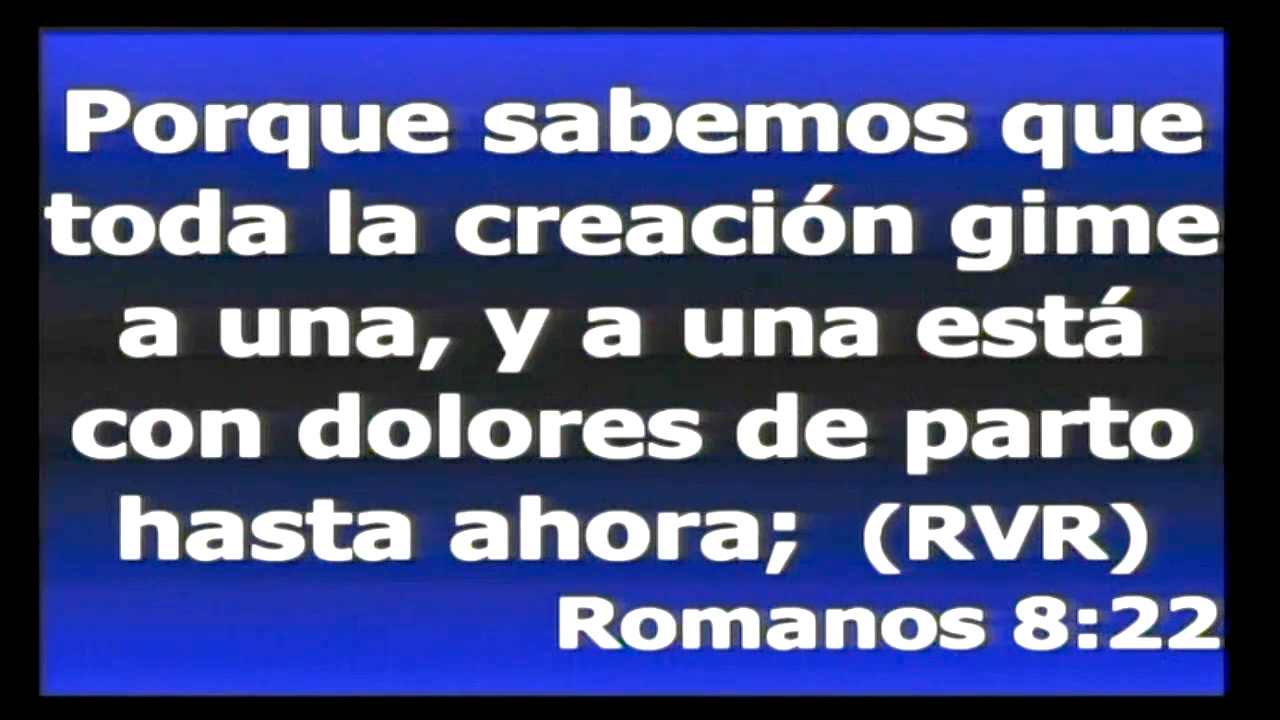 Porque sabemos que
toda la creación gime
a una, y a una está
con dolores de parto
hasta ahora; (RVR)
Romanos 8:22